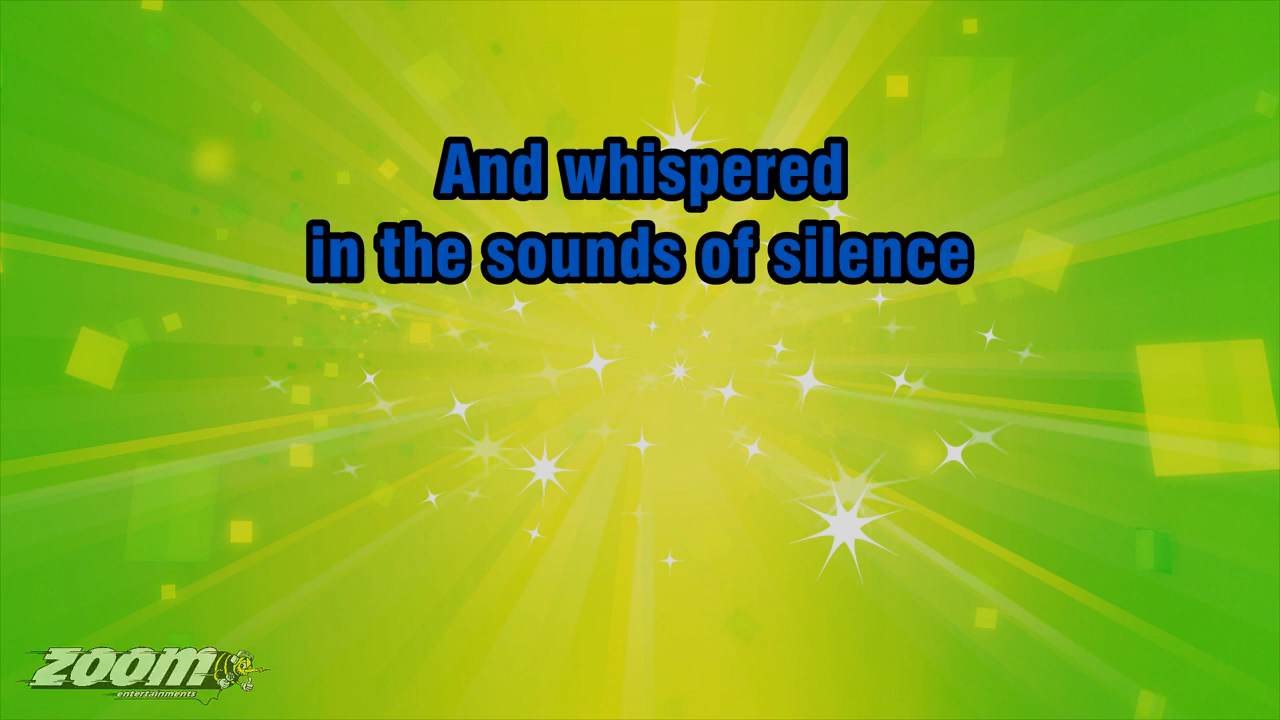 And whispered
in the sounds of silence
zoom
entertainments